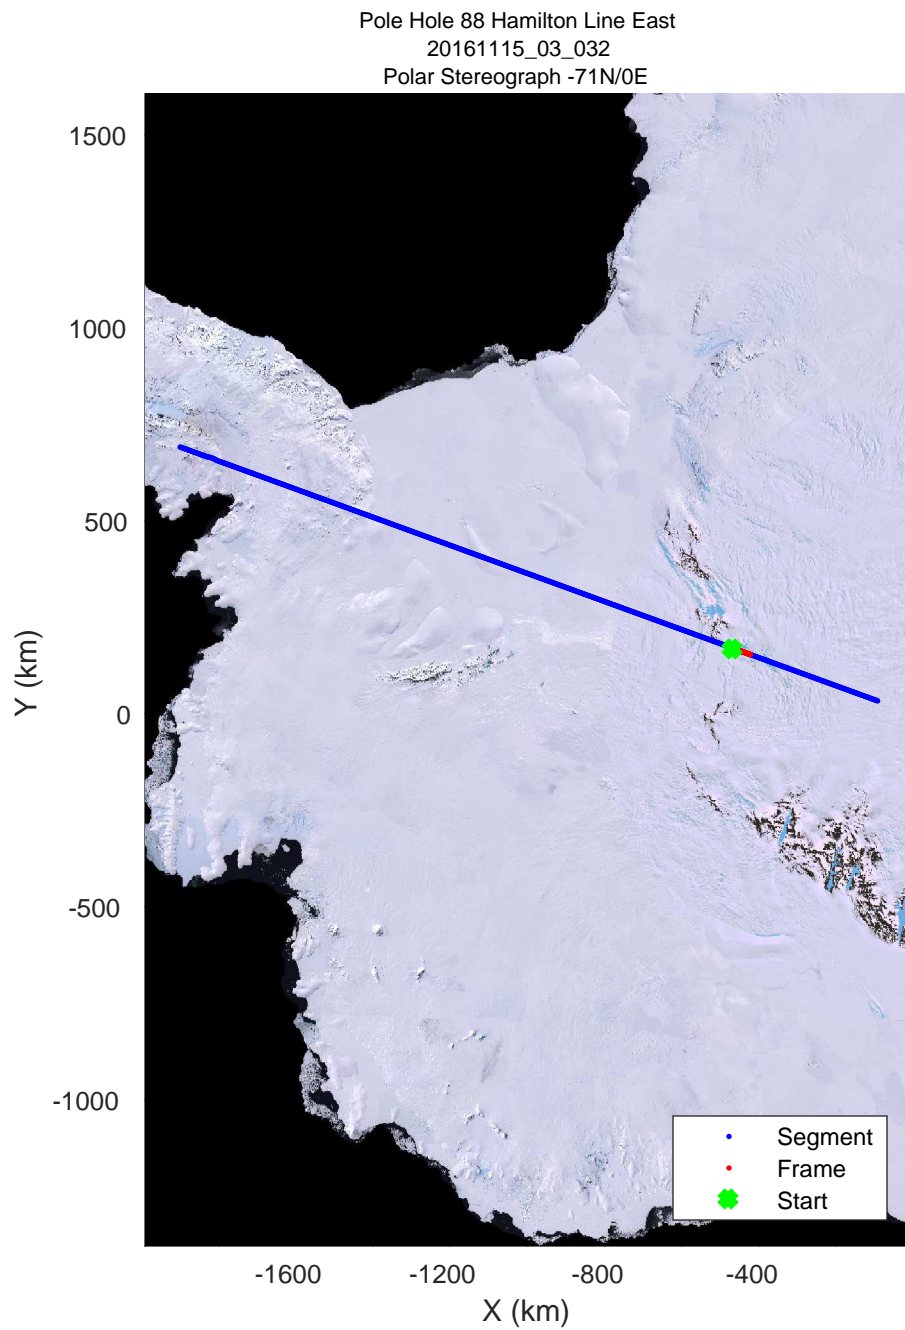 Pole Hole 88 Hamilton Line East
20161115_03_032
Polar Stereograph -71N/0E
1500
1000
500
0
-500
-1000
Y (km)
-1600
-1200
-800
-400
X (km)
Segment
Frame
Start